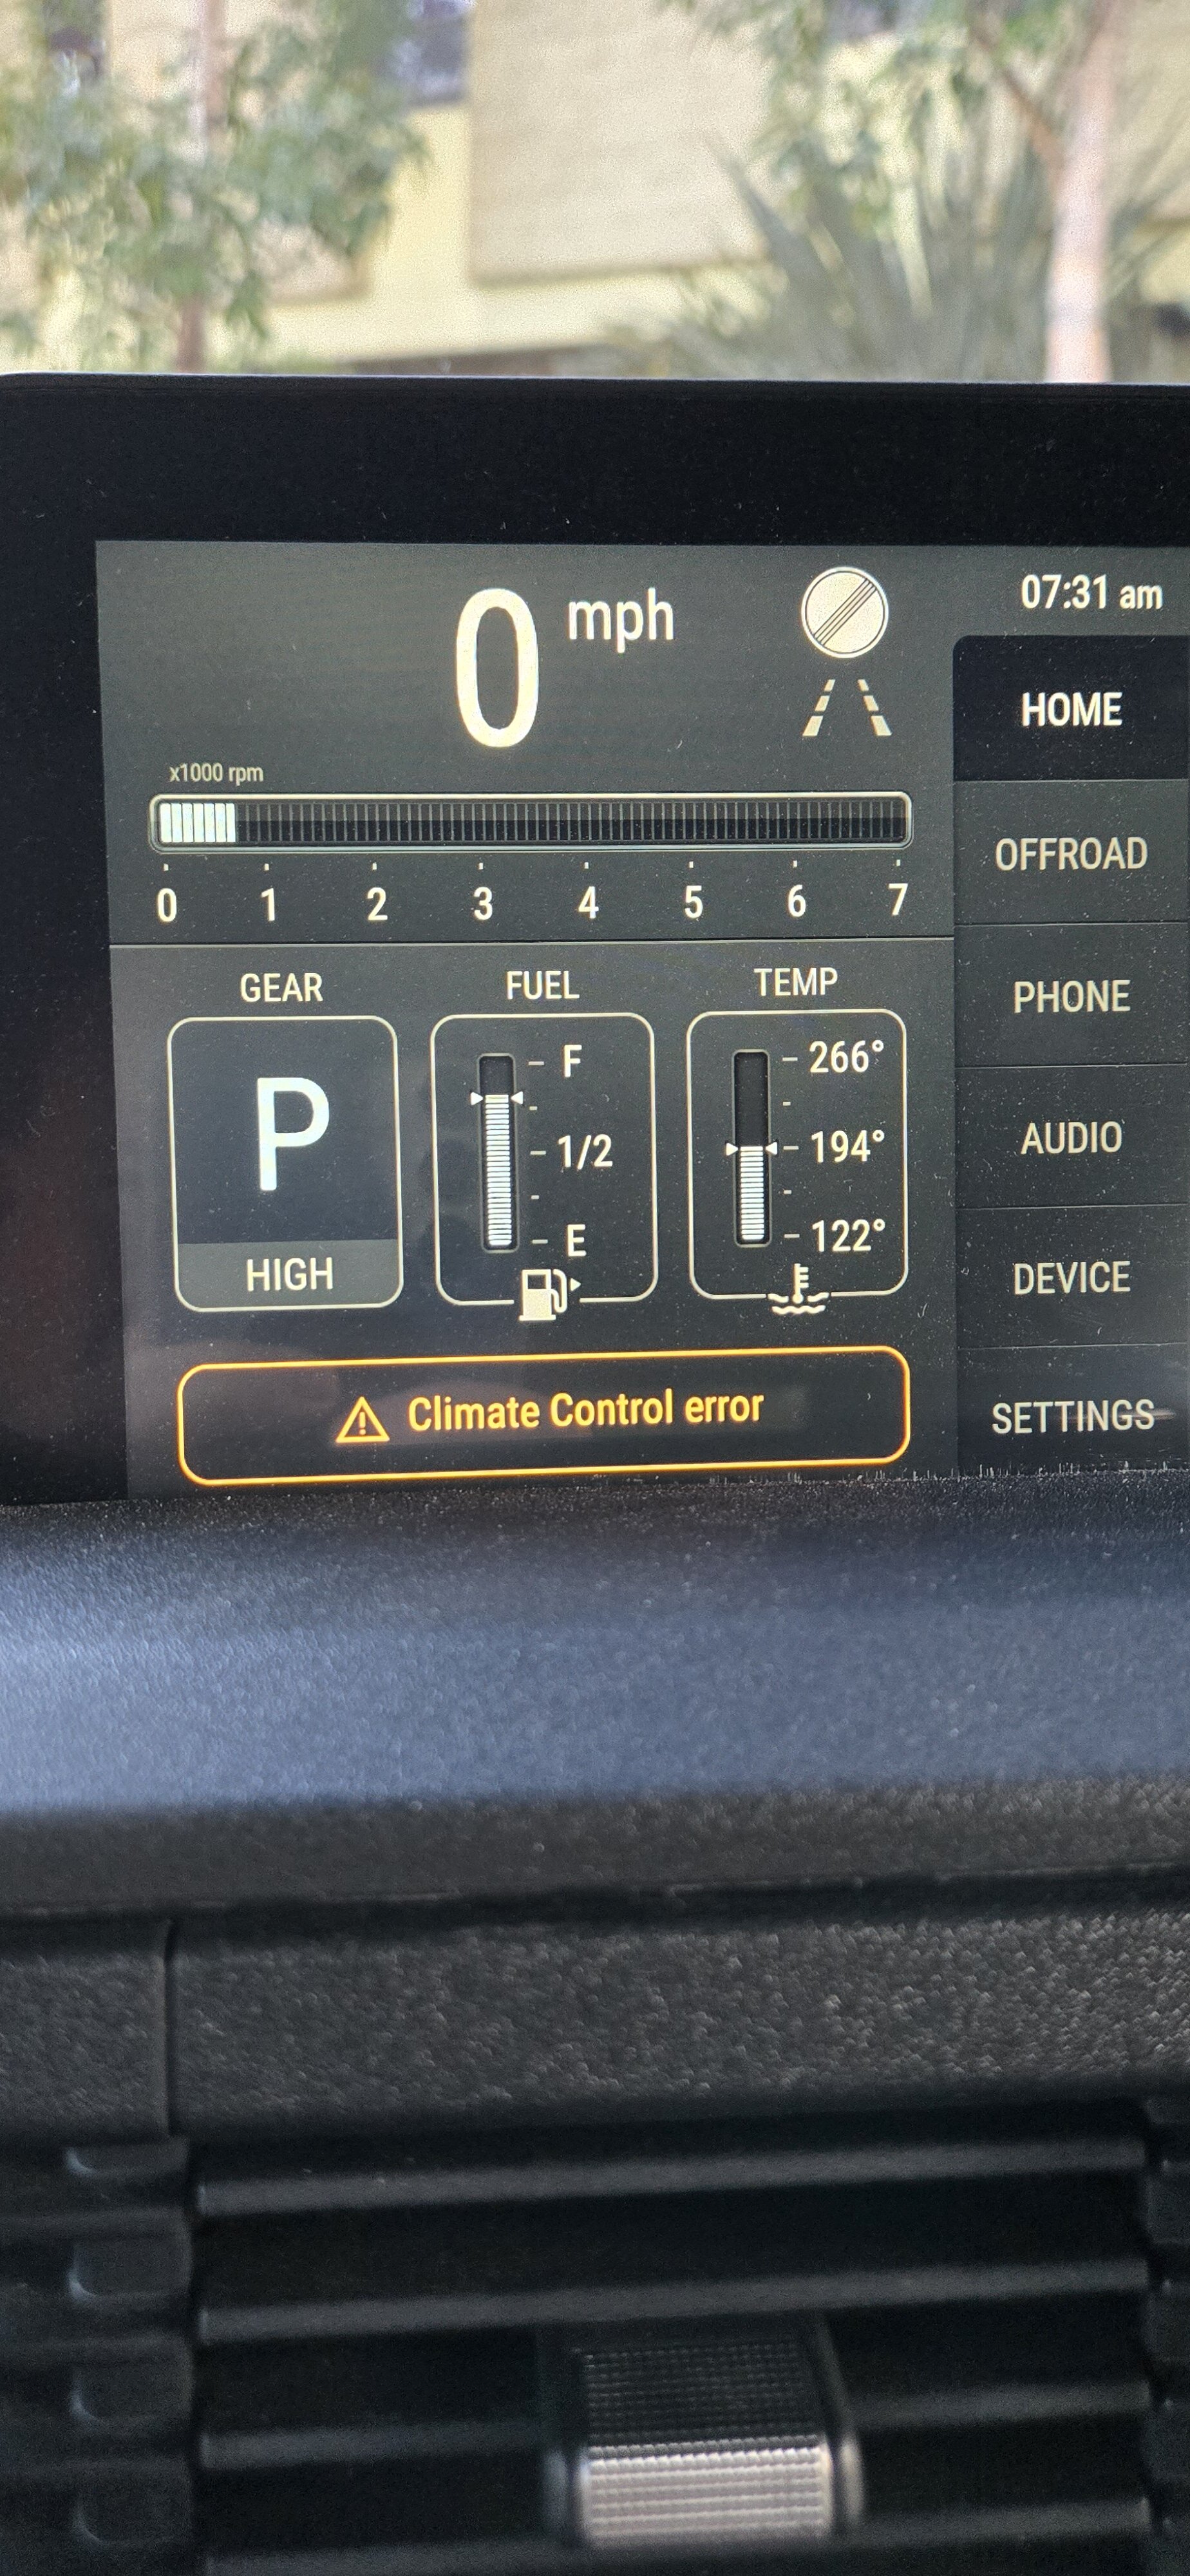 0 mph
07:31 am
HOME
OFFROAD
PHONE
AUDIO
DEVICE
SETTINGS
x1000 rpm
0 1 2 3 4 5 6 7
GEAR
P
HIGH
FUEL
F
1/2
E
TEMP
266°
194°
122°
Climate Control error